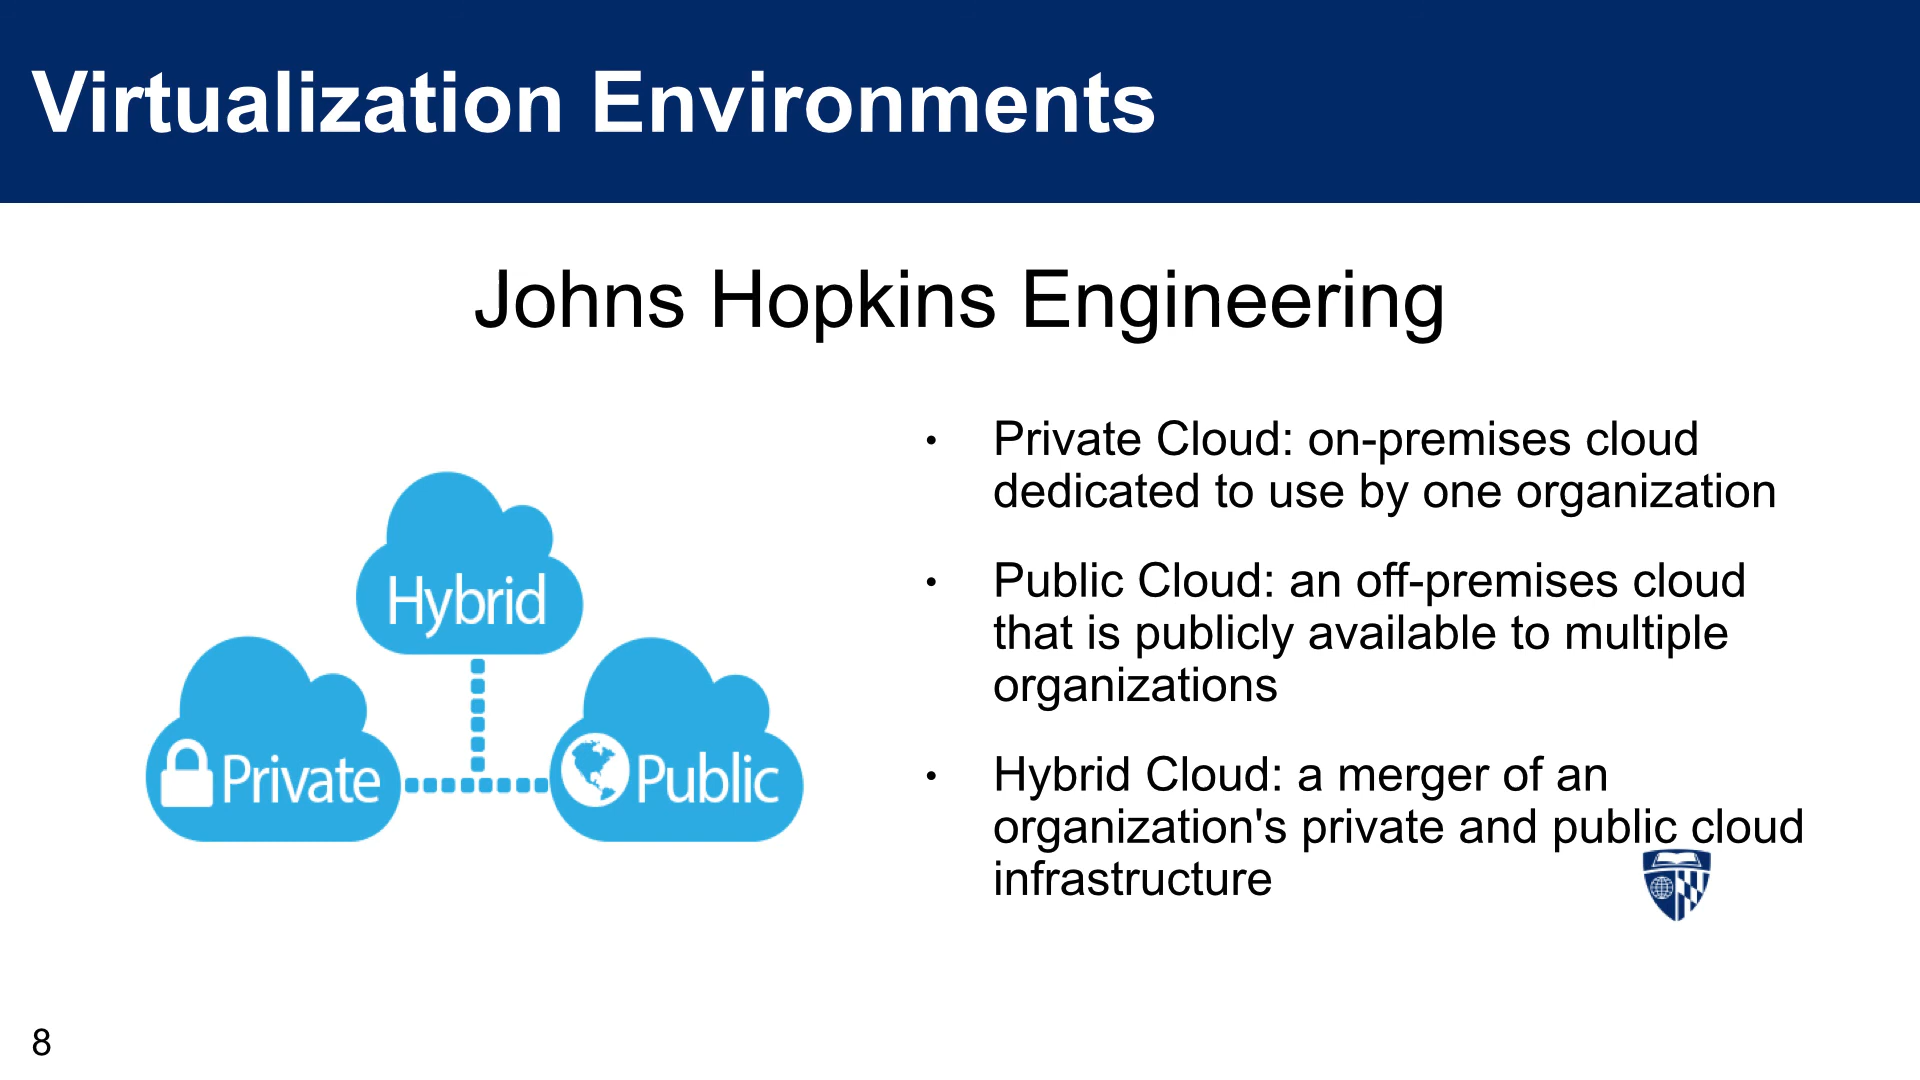 Virtualization Environments
Johns Hopkins Engineering
Hybrid
Private
Public
• Private Cloud: on-premises cloud
dedicated to use by one organization
• Public Cloud: an off-premises cloud
that is publicly available to multiple
organizations
• Hybrid Cloud: a merger of an
organization's private and public cloud
infrastructure
8